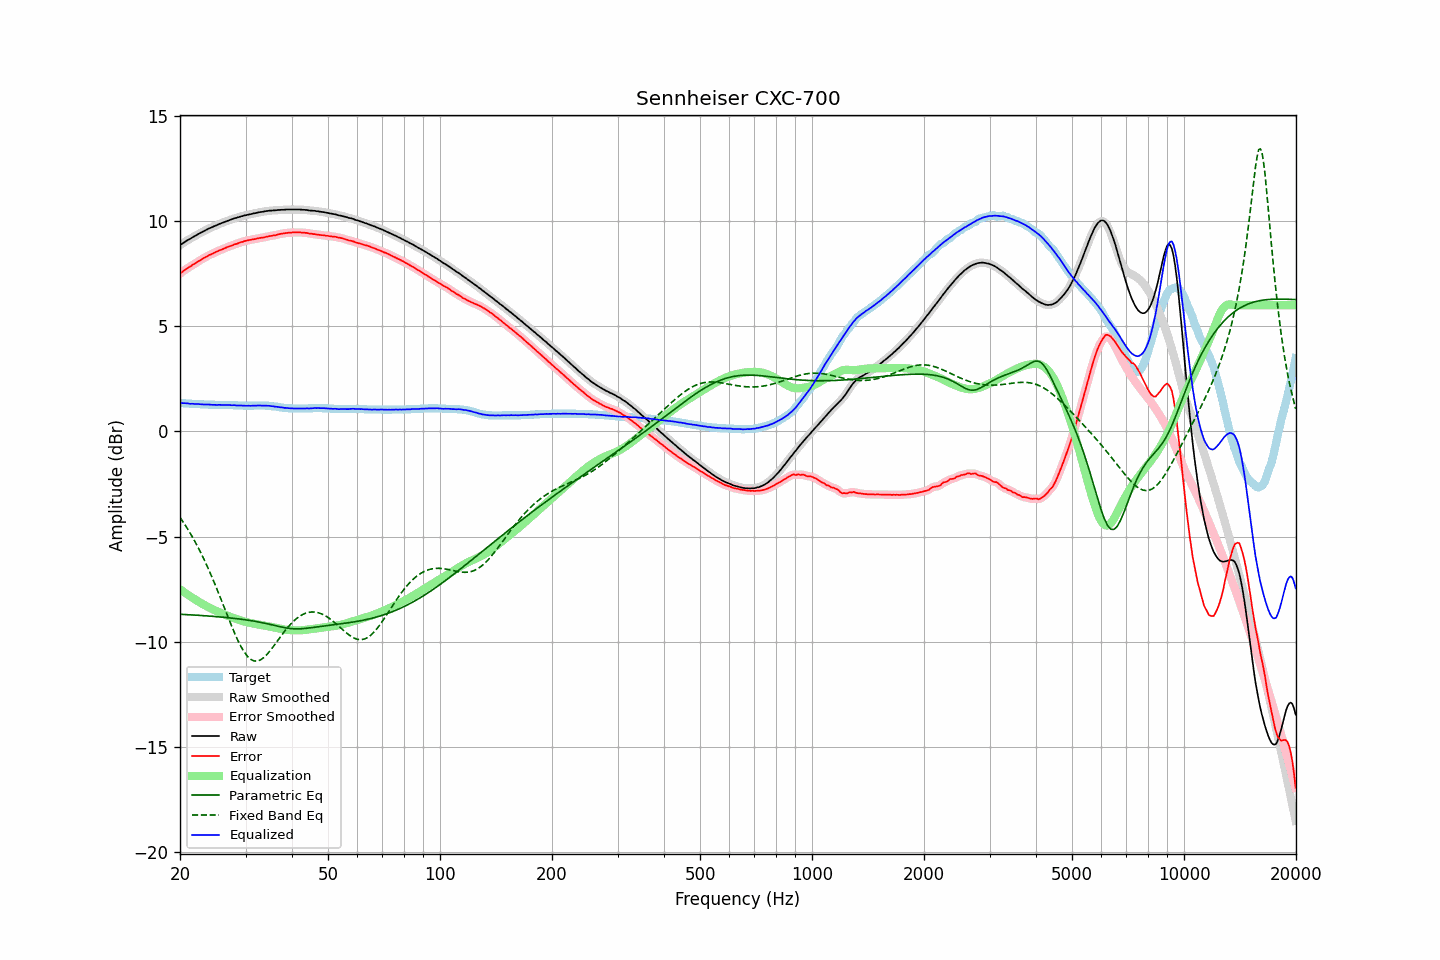 Sennheiser CXC-700
Amplitude (dBr)
15
10
5
0
−5
−10
−15
−20
Target
Raw Smoothed
Error Smoothed
Raw
Error
Equalization
Parametric Eq
Fixed Band Eq
Equalized
20 50 100 200 500 1000 2000 5000 10000 20000
Frequency (Hz)